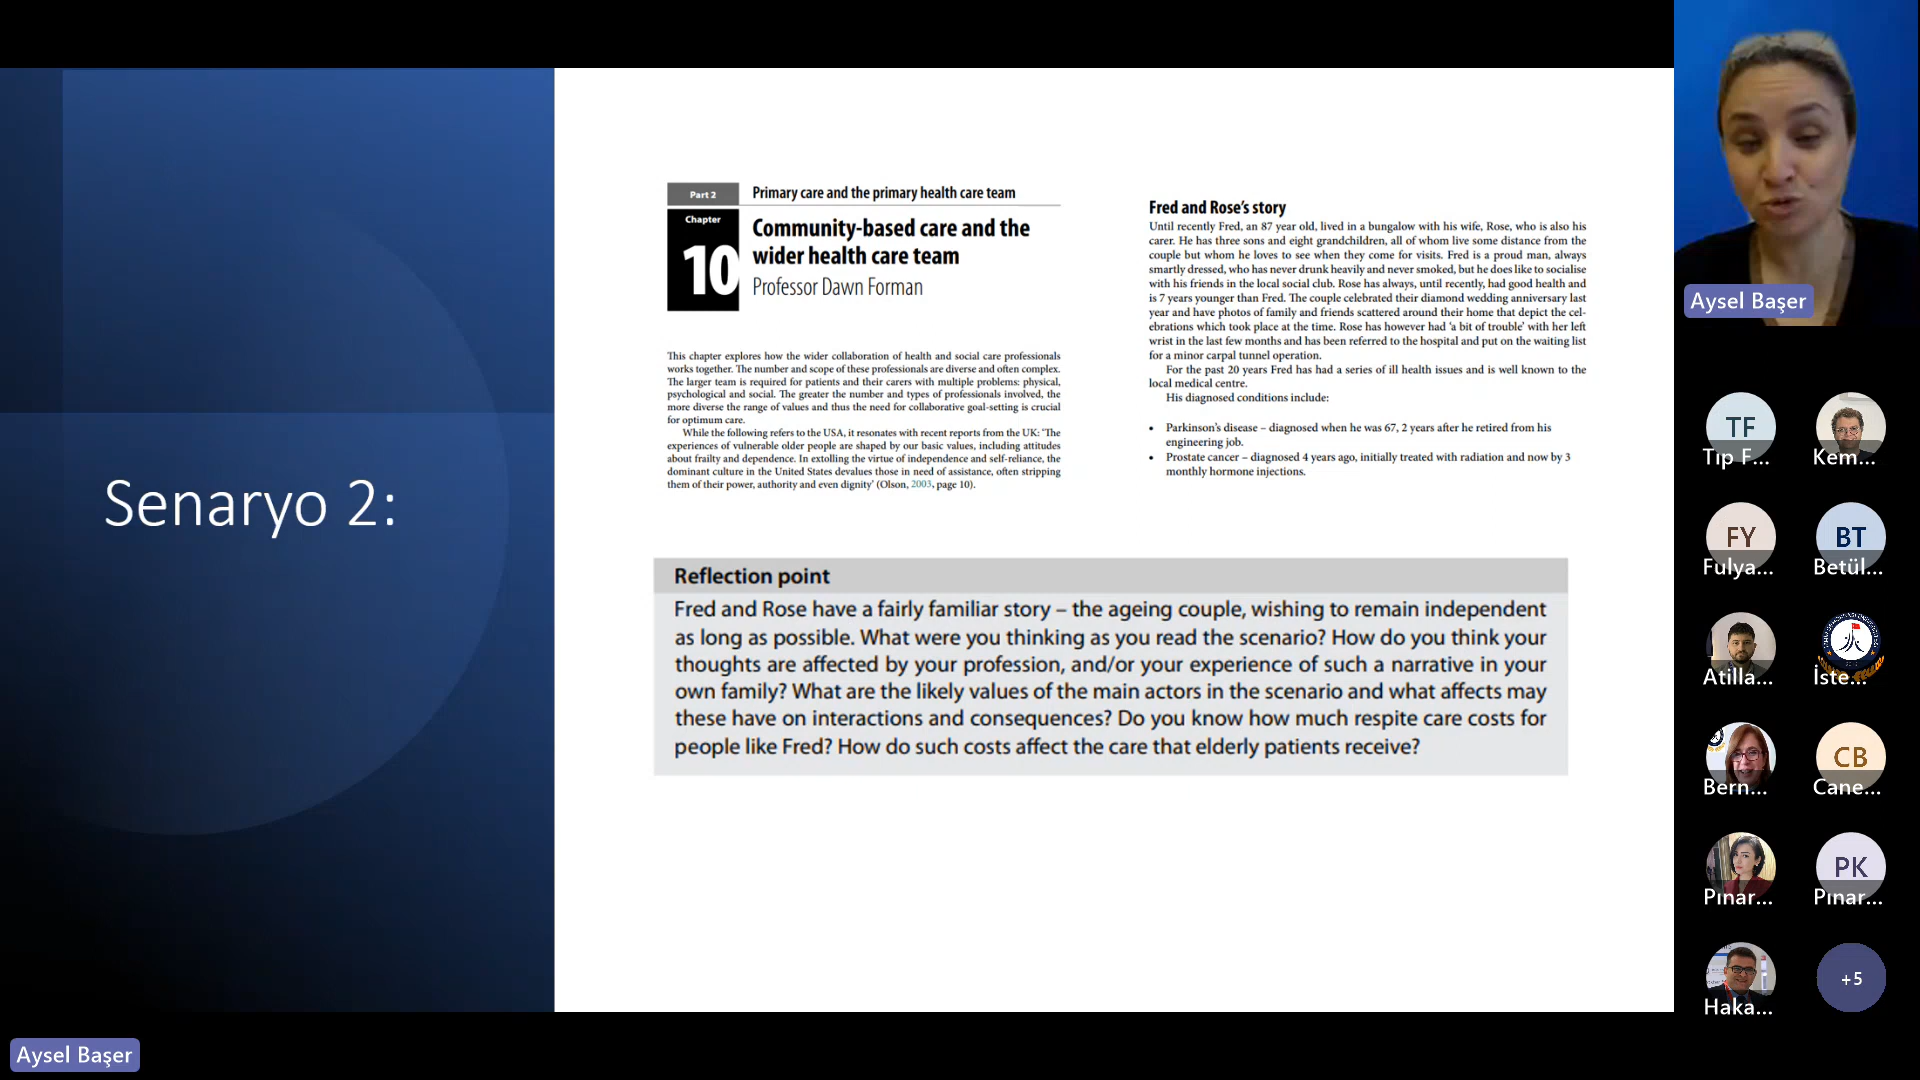 Senaryo 2:
Part 2
Primary care and the primary health care team
Chapter
10
Community-based care and the
wider health care team
Professor Dawn Forman
This chapter explores how the wider collaboration of health and social care professionals
works together. The number and scope of these professionals are diverse and often complex.
The larger team is required for patients and their carers with multiple problems: physical,
psychological and social. The greater the number and types of professionals involved, the
more diverse the range of values and thus the need for collaborative goal-setting is crucial
for optimum care.
While the following refers to the USA, it resonates with recent reports from the UK: 'The
experiences of vulnerable older people are shaped by our basic values, including attitudes
about frailty and dependence. In extolling the virtue of independence and self-reliance, the
dominant culture in the United States devalues those in need of assistance, often stripping
them of their power, authority and even dignity' (Olson, 2003, page 10).
Fred and Rose's story
Until recently Fred, an 87 year old, lived in a bungalow with his wife, Rose, who is also his
carer. He has three sons and eight grandchildren, all of whom live some distance from the
couple but whom he loves to see when they come for visits. Fred is a proud man, always
smartly dressed, who has never drunk heavily and never smoked, but he does like to socialise
with his friends in the local social club. Rose has always, until recently, had good health and
is 7 years younger than Fred. The couple celebrated their diamond wedding anniversary last
year and have photos of family and friends scattered around their home that depict the cel-
ebrations which took place at the time. Rose has however had 'a bit of trouble' with her left
wrist in the last few months and has been referred to the hospital and put on the waiting list
for a minor carpal tunnel operation.
For the past 20 years Fred has had a series of ill health issues and is well known to the
local medical centre.
His diagnosed conditions include:
• Parkinson's disease – diagnosed when he was 67, 2 years after he retired from his
engineering job.
• Prostate cancer – diagnosed 4 years ago, initially treated with radiation and now by 3
monthly hormone injections.
Reflection point
Fred and Rose have a fairly familiar story – the ageing couple, wishing to remain independent
as long as possible. What were you thinking as you read the scenario? How do you think your
thoughts are affected by your profession, and/or your experience of such a narrative in your
own family? What are the likely values of the main actors in the scenario and what affects may
these have on interactions and consequences? Do you know how much respite care costs for
people like Fred? How do such costs affect the care that elderly patients receive?
Aysel Başer
TF
Tıp F...
Kem...
FY
Fulya...
BT
Betül...
Atilla...
İste...
Bern...
CB
Cane...
Pınar...
PK
Pınar...
Haka...
+5
Aysel Başer